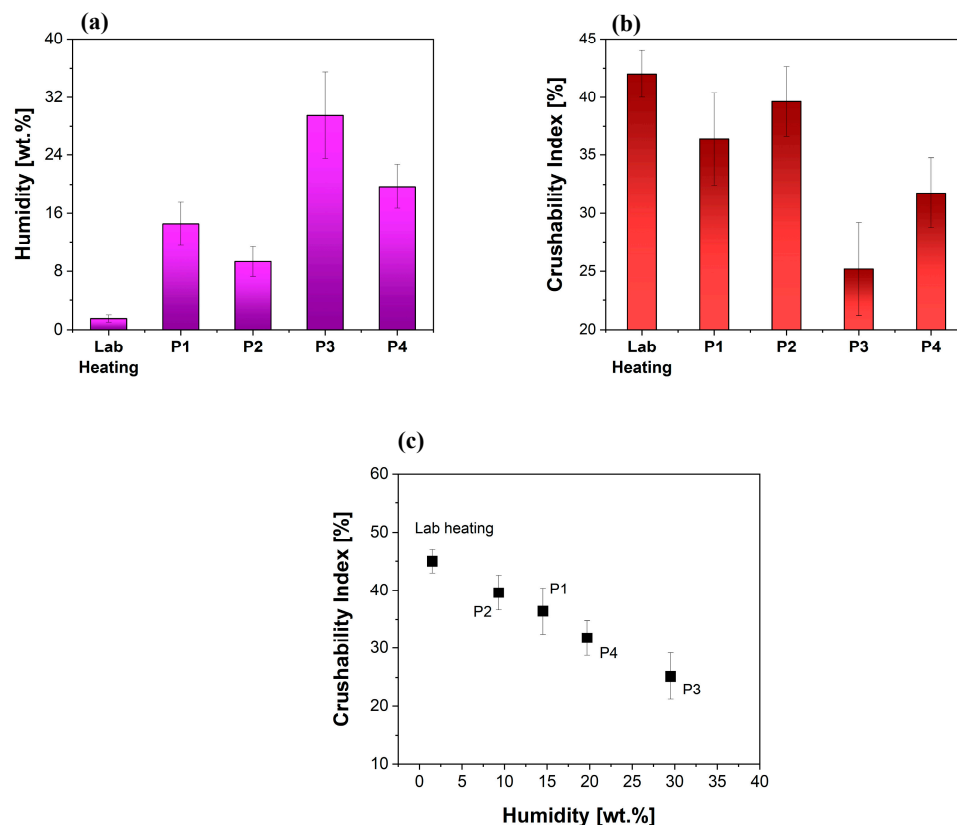 (a)
Humidity [wt.%]
40
32
24
16
8
0
Lab
Heating
P1
P2
P3
P4
(b)
Crushability Index [%]
45
40
35
30
25
20
Lab
Heating
P1
P2
P3
P4
(c)
Crushability Index [%]
60
50
40
30
20
10
Lab heating
P2
P1
P4
P3
0
5
10
15
20
25
30
35
40
Humidity [wt.%]